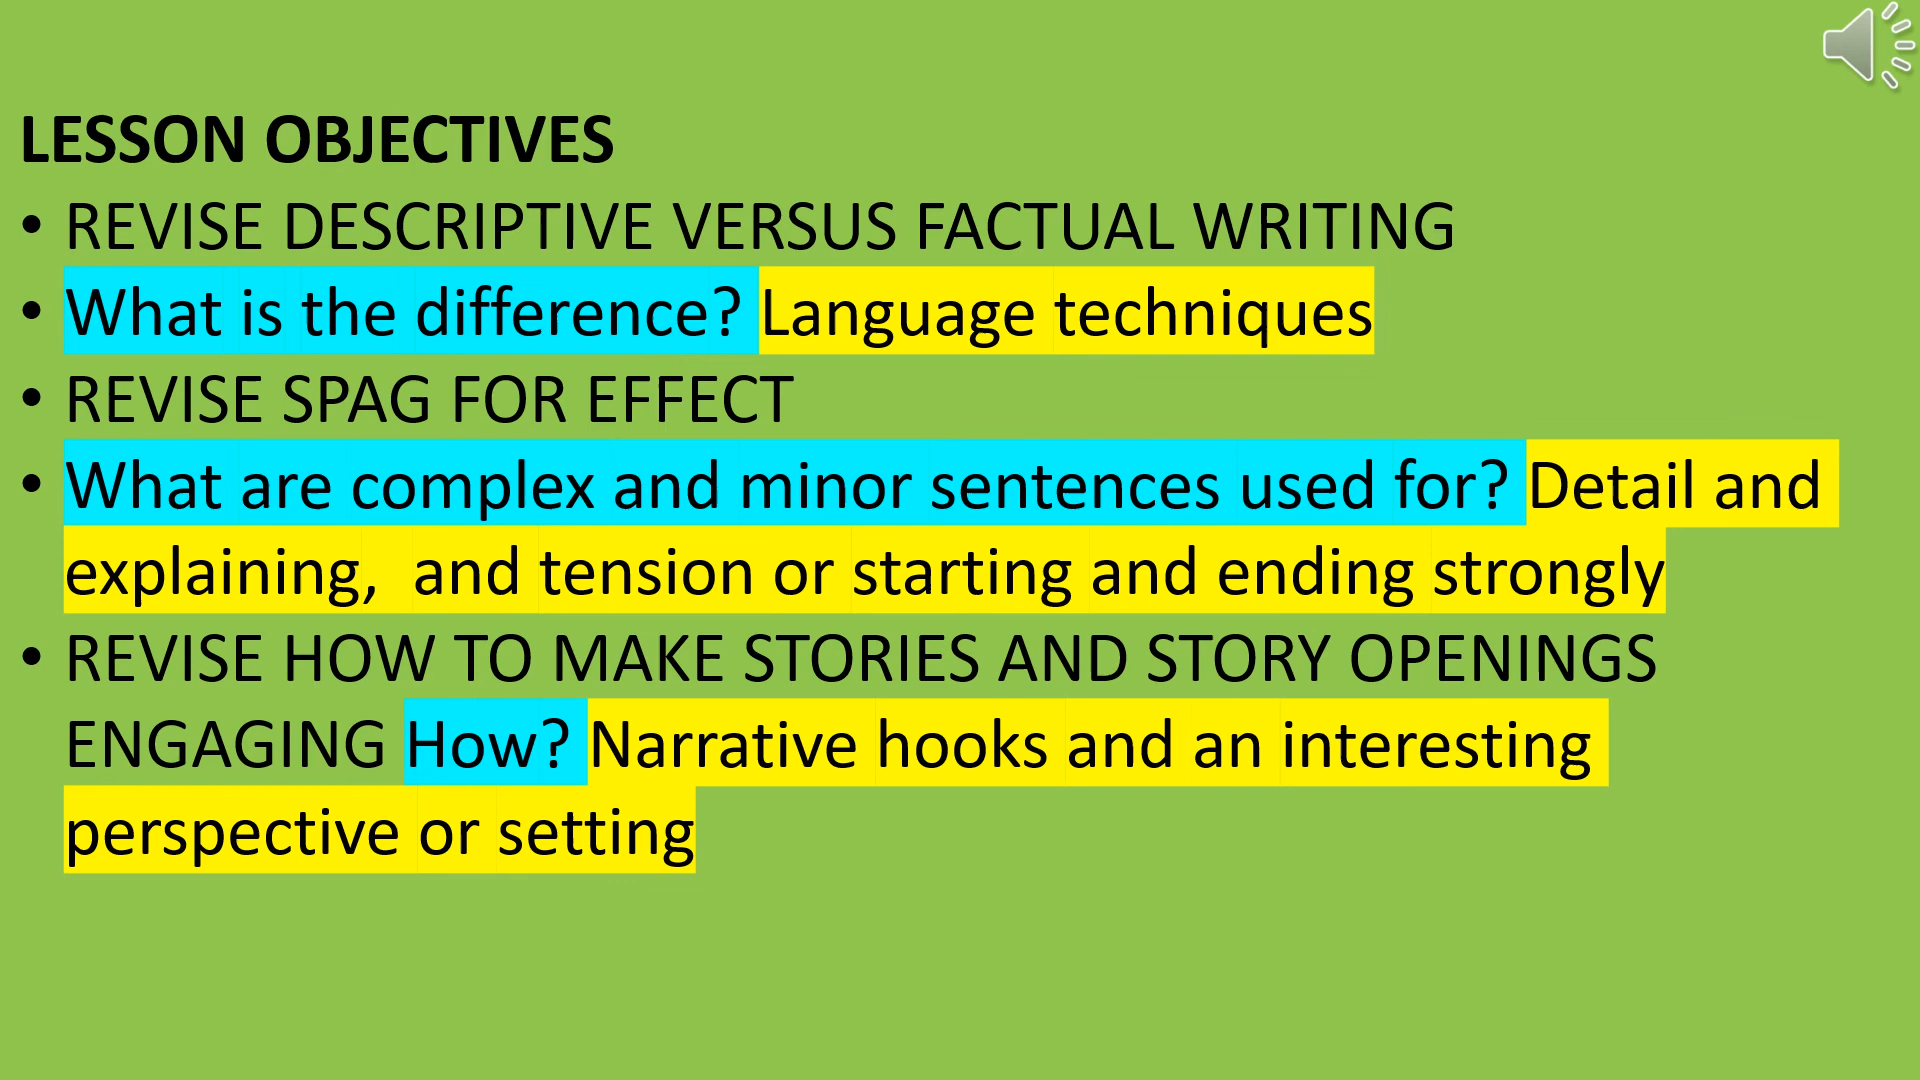 LESSON OBJECTIVES
• REVISE DESCRIPTIVE VERSUS FACTUAL WRITING
• What is the difference? Language techniques
• REVISE SPAG FOR EFFECT
• What are complex and minor sentences used for? Detail and
explaining,  and tension or starting and ending strongly
• REVISE HOW TO MAKE STORIES AND STORY OPENINGS
ENGAGING How? Narrative hooks and an interesting
perspective or setting